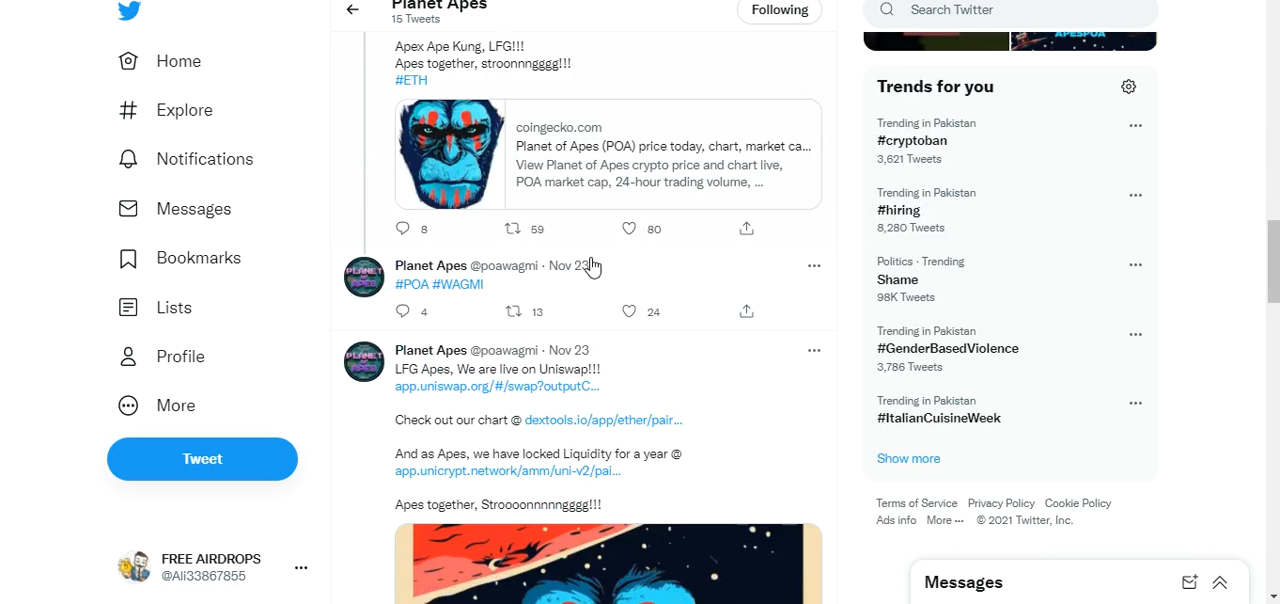 Home
Explore
Notifications
Messages
Bookmarks
Lists
Profile
More
Tweet
FREE AIRDROPS
@Ali33867855
Planet Apes
15 Tweets
Following
Apex Ape Kung, LFG!!!
Apes together, stroonnngggg!!!
#ETH
coingecko.com
Planet of Apes (POA) price today, chart, market ca...
View Planet of Apes crypto price and chart live,
POA market cap, 24-hour trading volume, ...
8 59 80
Planet Apes @poawagmi · Nov 23
#POA #WAGMI
4 13 24
Planet Apes @poawagmi · Nov 23
LFG Apes, We are live on Uniswap!!!
app.uniswap.org/#/swap?outputC...
Check out our chart @ dextools.io/app/ether/pair...
And as Apes, we have locked Liquidity for a year @
app.unicrypt.network/amm/uni-v2/pai...
Apes together, Stroooonnnnngggg!!!
Search Twitter
APESPOA
Trends for you
Trending in Pakistan
#cryptoban
3,621 Tweets
Trending in Pakistan
#hiring
8,280 Tweets
Politics · Trending
Shame
98K Tweets
Trending in Pakistan
#GenderBasedViolence
3,786 Tweets
Trending in Pakistan
#ItalianCuisineWeek
Show more
Terms of Service Privacy Policy Cookie Policy
Ads info More ··· © 2021 Twitter, Inc.
Messages